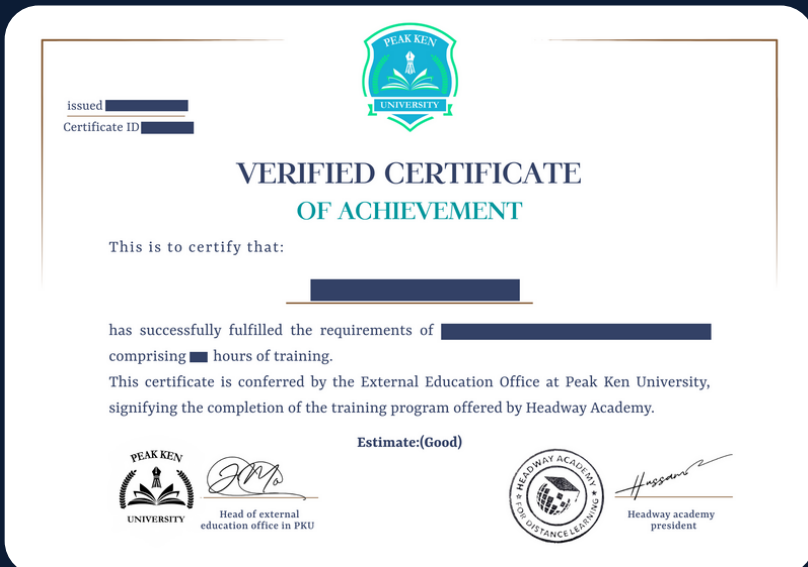 PEAK KEN
UNIVERSITY
issued
Certificate ID
VERIFIED CERTIFICATE
OF ACHIEVEMENT
This is to certify that:
has successfully fulfilled the requirements of
comprising hours of training.
This certificate is conferred by the External Education Office at Peak Ken University,
signifying the completion of the training program offered by Headway Academy.
Estimate:(Good)
PEAK KEN
UNIVERSITY
Head of external
education office in PKU
HEADWAY ACADEMY
FOR DISTANCE LEARNING
Hussam
Headway academy
president